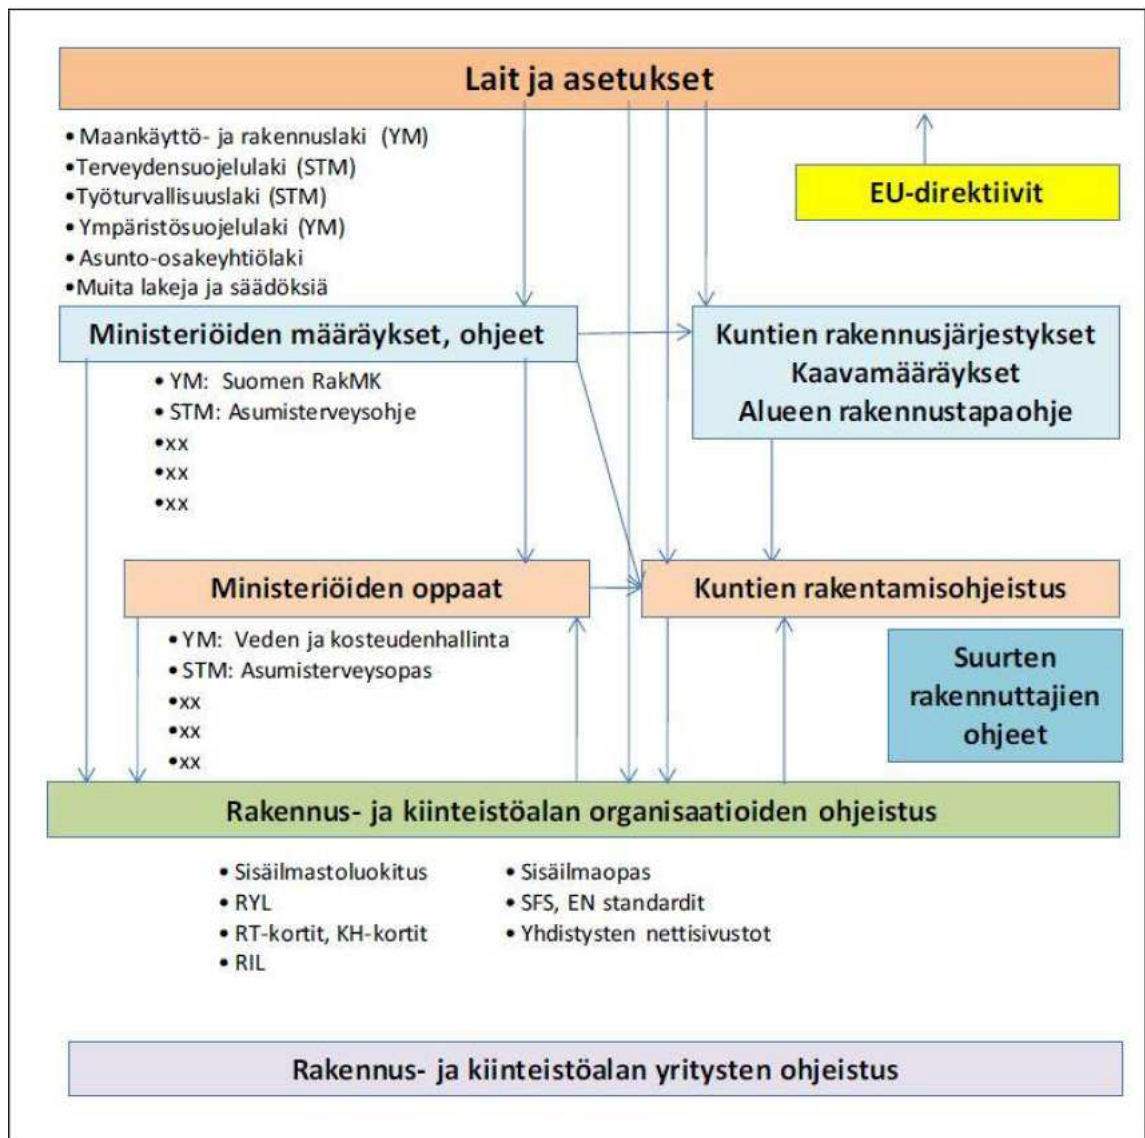 Lait ja asetukset
• Maankäyttö- ja rakennuslaki (YM)
• Terveydensuojelulaki (STM)
• Työturvallisuuslaki (STM)
• Ympäristösuojelulaki (YM)
• Asunto-osakeyhtiölaki
• Muita lakeja ja säädöksiä
EU-direktiivit
Ministeriöiden määräykset, ohjeet
• YM: Suomen RakMK
• STM: Asumisterveysohje
•xx
•xx
•xx
Kuntien rakennusjärjestykset
Kaavamääräykset
Alueen rakennustapaohje
Ministeriöiden oppaat
• YM: Veden ja kosteudenhallinta
• STM: Asumisterveysopas
•xx
•xx
•xx
Kuntien rakentamisohjeistus
Suurten
rakennuttajien
ohjeet
Rakennus- ja kiinteistöalan organisaatioiden ohjeistus
• Sisäilmastoluokitus
• RYL
• RT-kortit, KH-kortit
• RIL
• Sisäilmaopas
• SFS, EN standardit
• Yhdistysten nettisivustot
Rakennus- ja kiinteistöalan yritysten ohjeistus